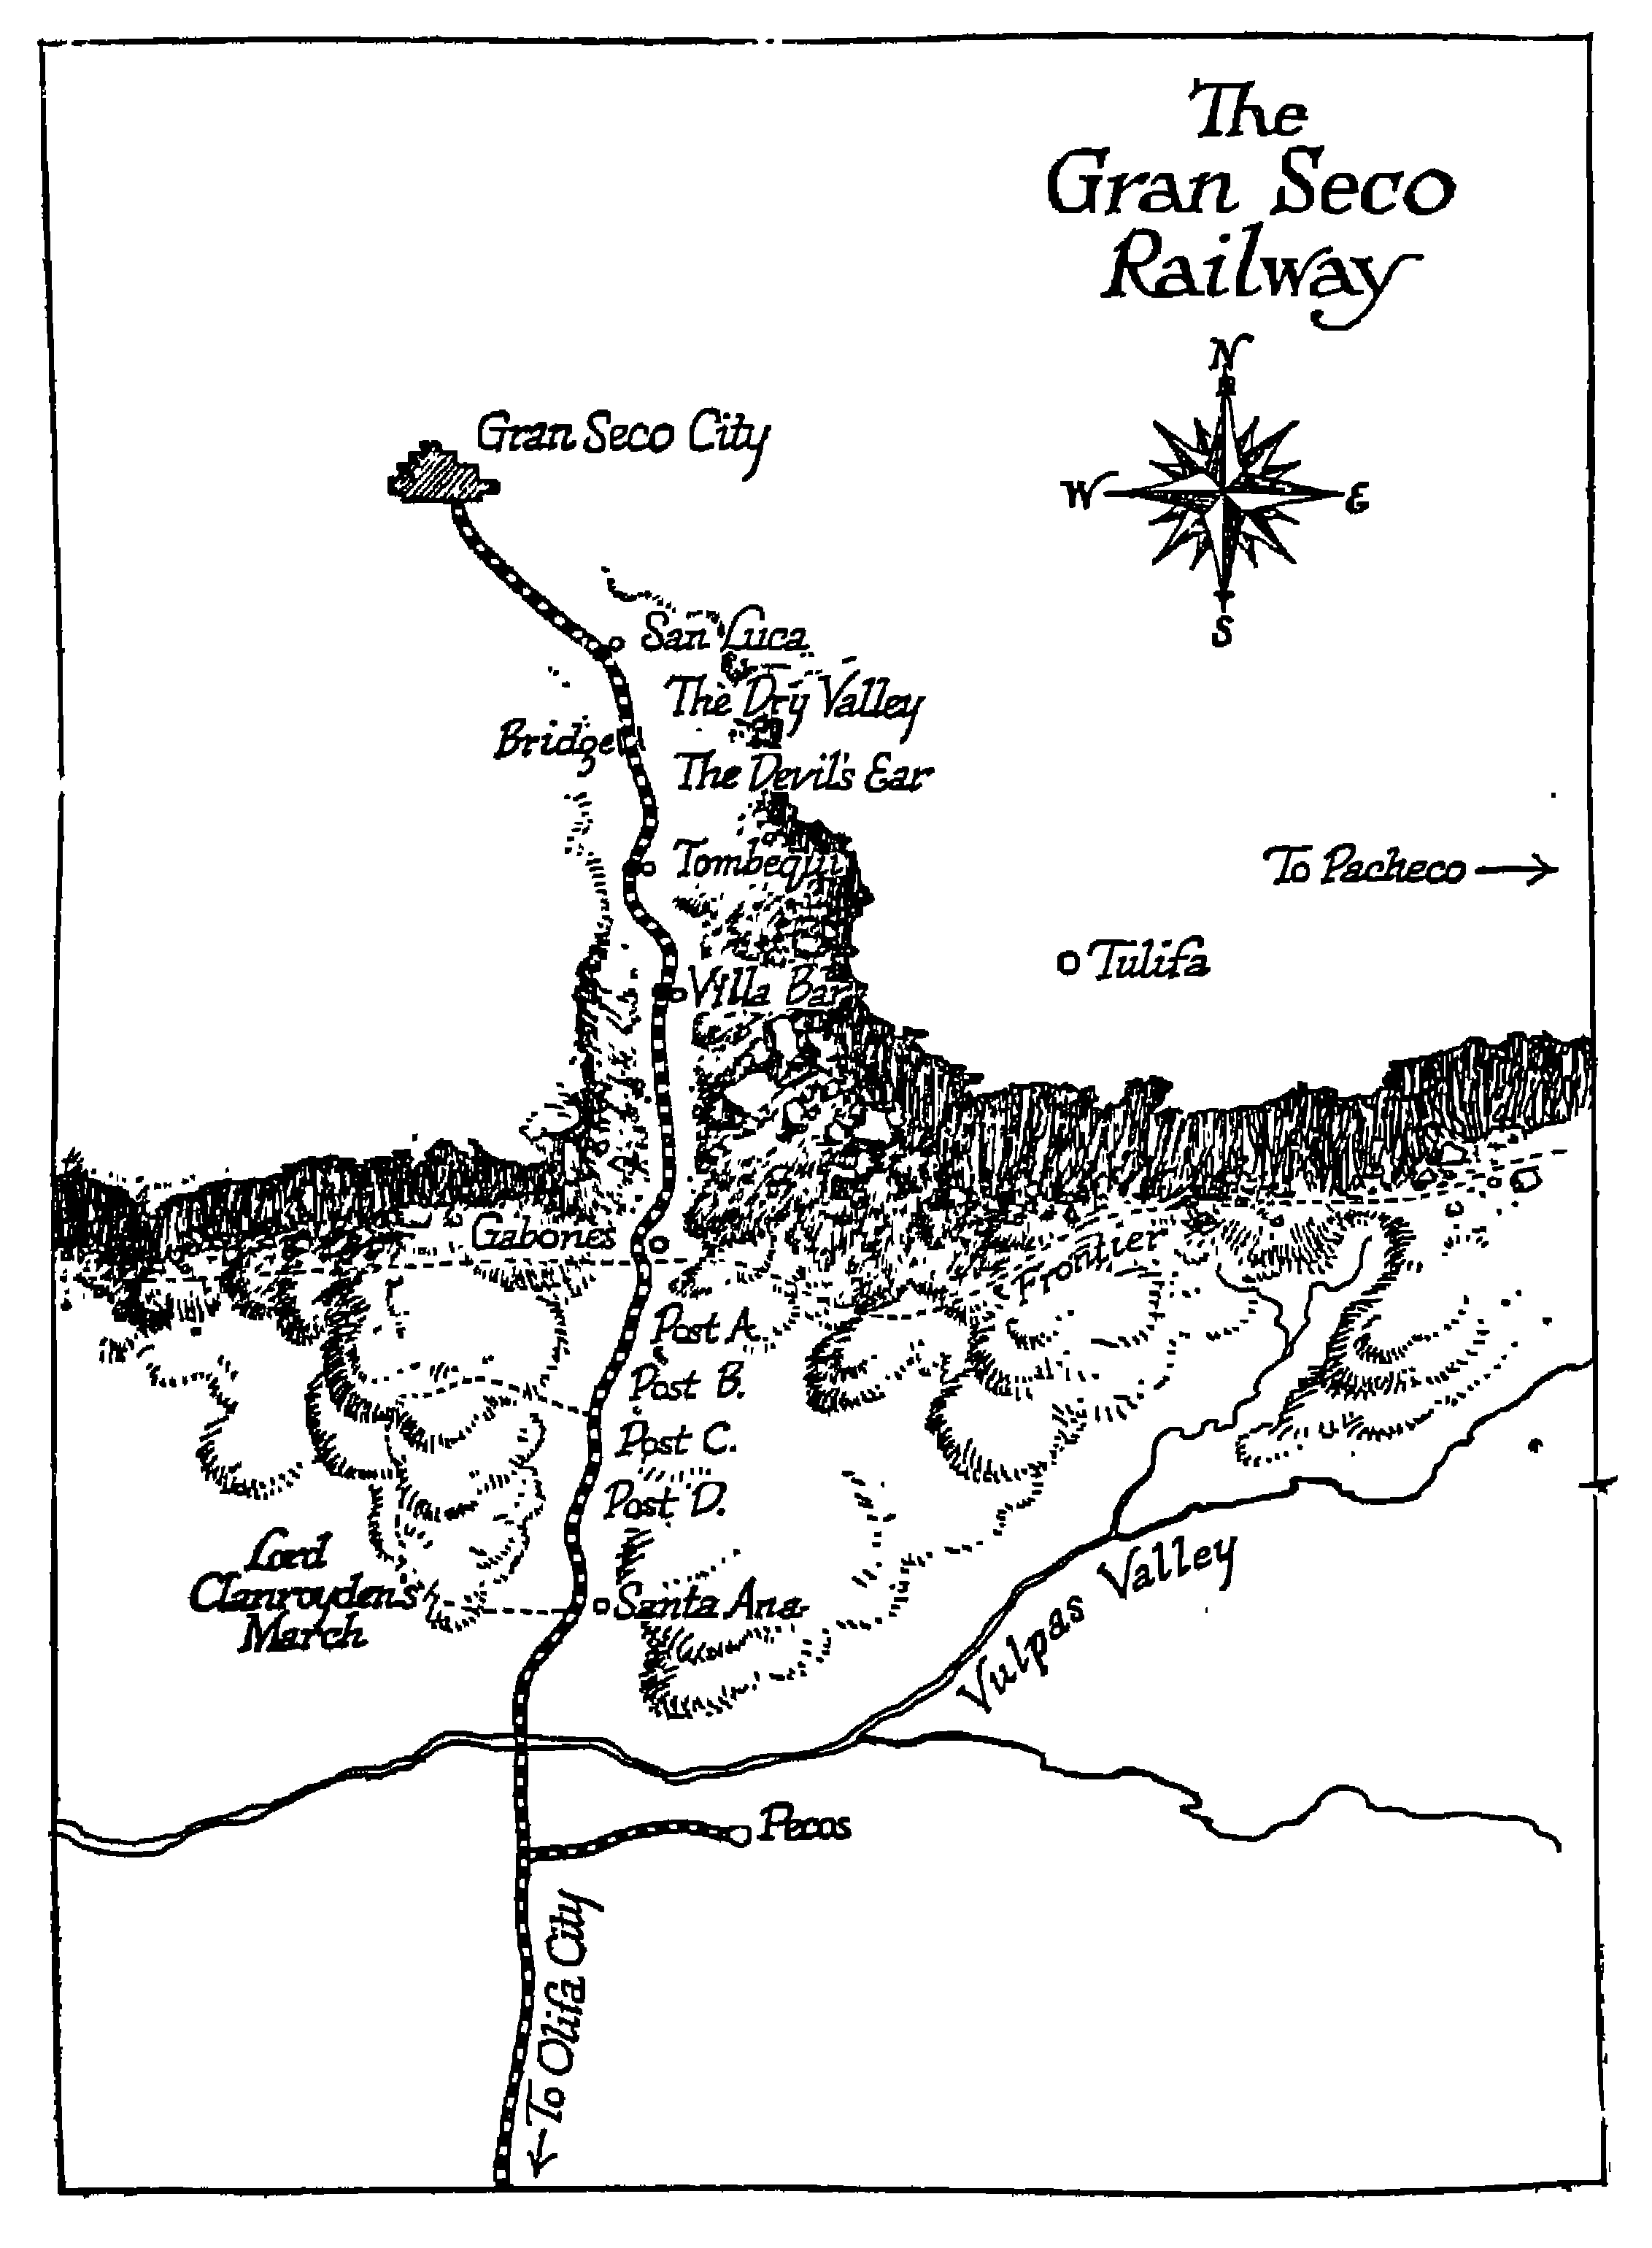 The
Gran Seco
Railway
N
W
E
S
Gran Seco City
San Luca
The Dry Valley
Bridge
The Devil's Ear
Tombequi
To Pacheco
Tulifa
Villa Bar
Gabones
Frontier
Post A.
Post B.
Post C.
Post D.
Lord
Clanroyden's
March
Santa Ana
Vulpas Valley
Pecos
To Olifa City